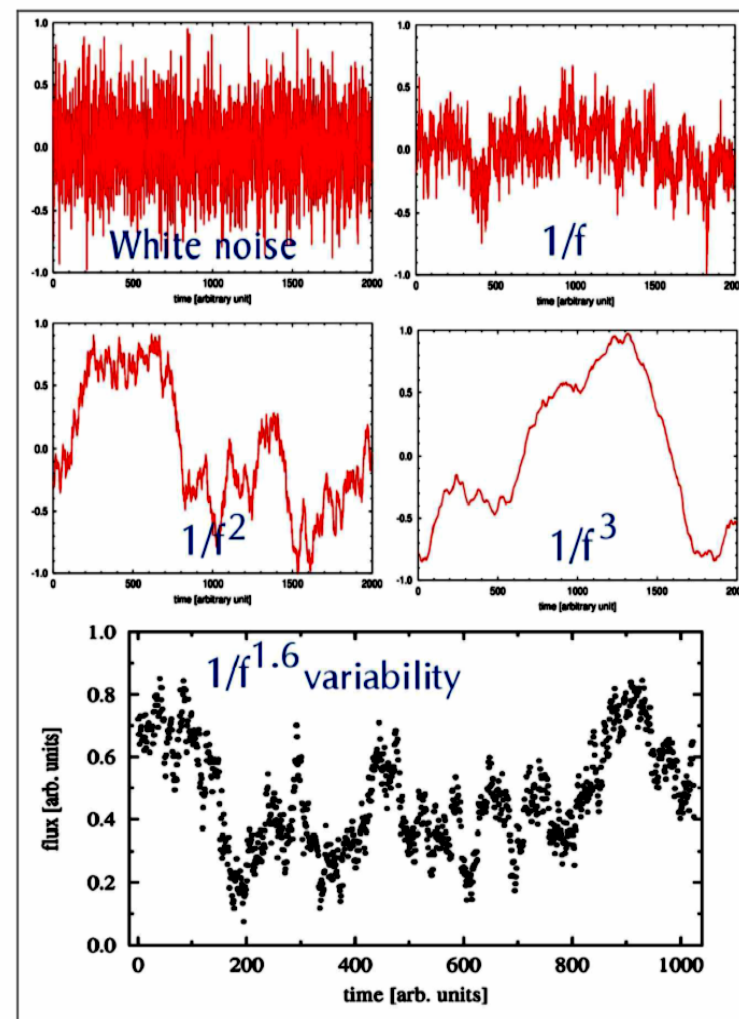 1.0
0.5
0.0
-0.5
-1.0
White noise
0 500 1000 1500 2000
time [arbitrary unit]
1.0
0.5
0.0
-0.5
-1.0
1/f
0 500 1000 1500 2000
time [arbitrary unit]
1.0
0.5
0.0
-0.5
-1.0
1/f²
0 500 1000 1500 2000
time [arbitrary unit]
1.0
0.5
0.0
-0.5
-1.0
1/f³
0 500 1000 1500 200
time [arbitrary unit]
1/f^1.6 variability
flux [arb. units]
1.0
0.8
0.6
0.4
0.2
0.0
0 200 400 600 800 1000
time [arb. units]